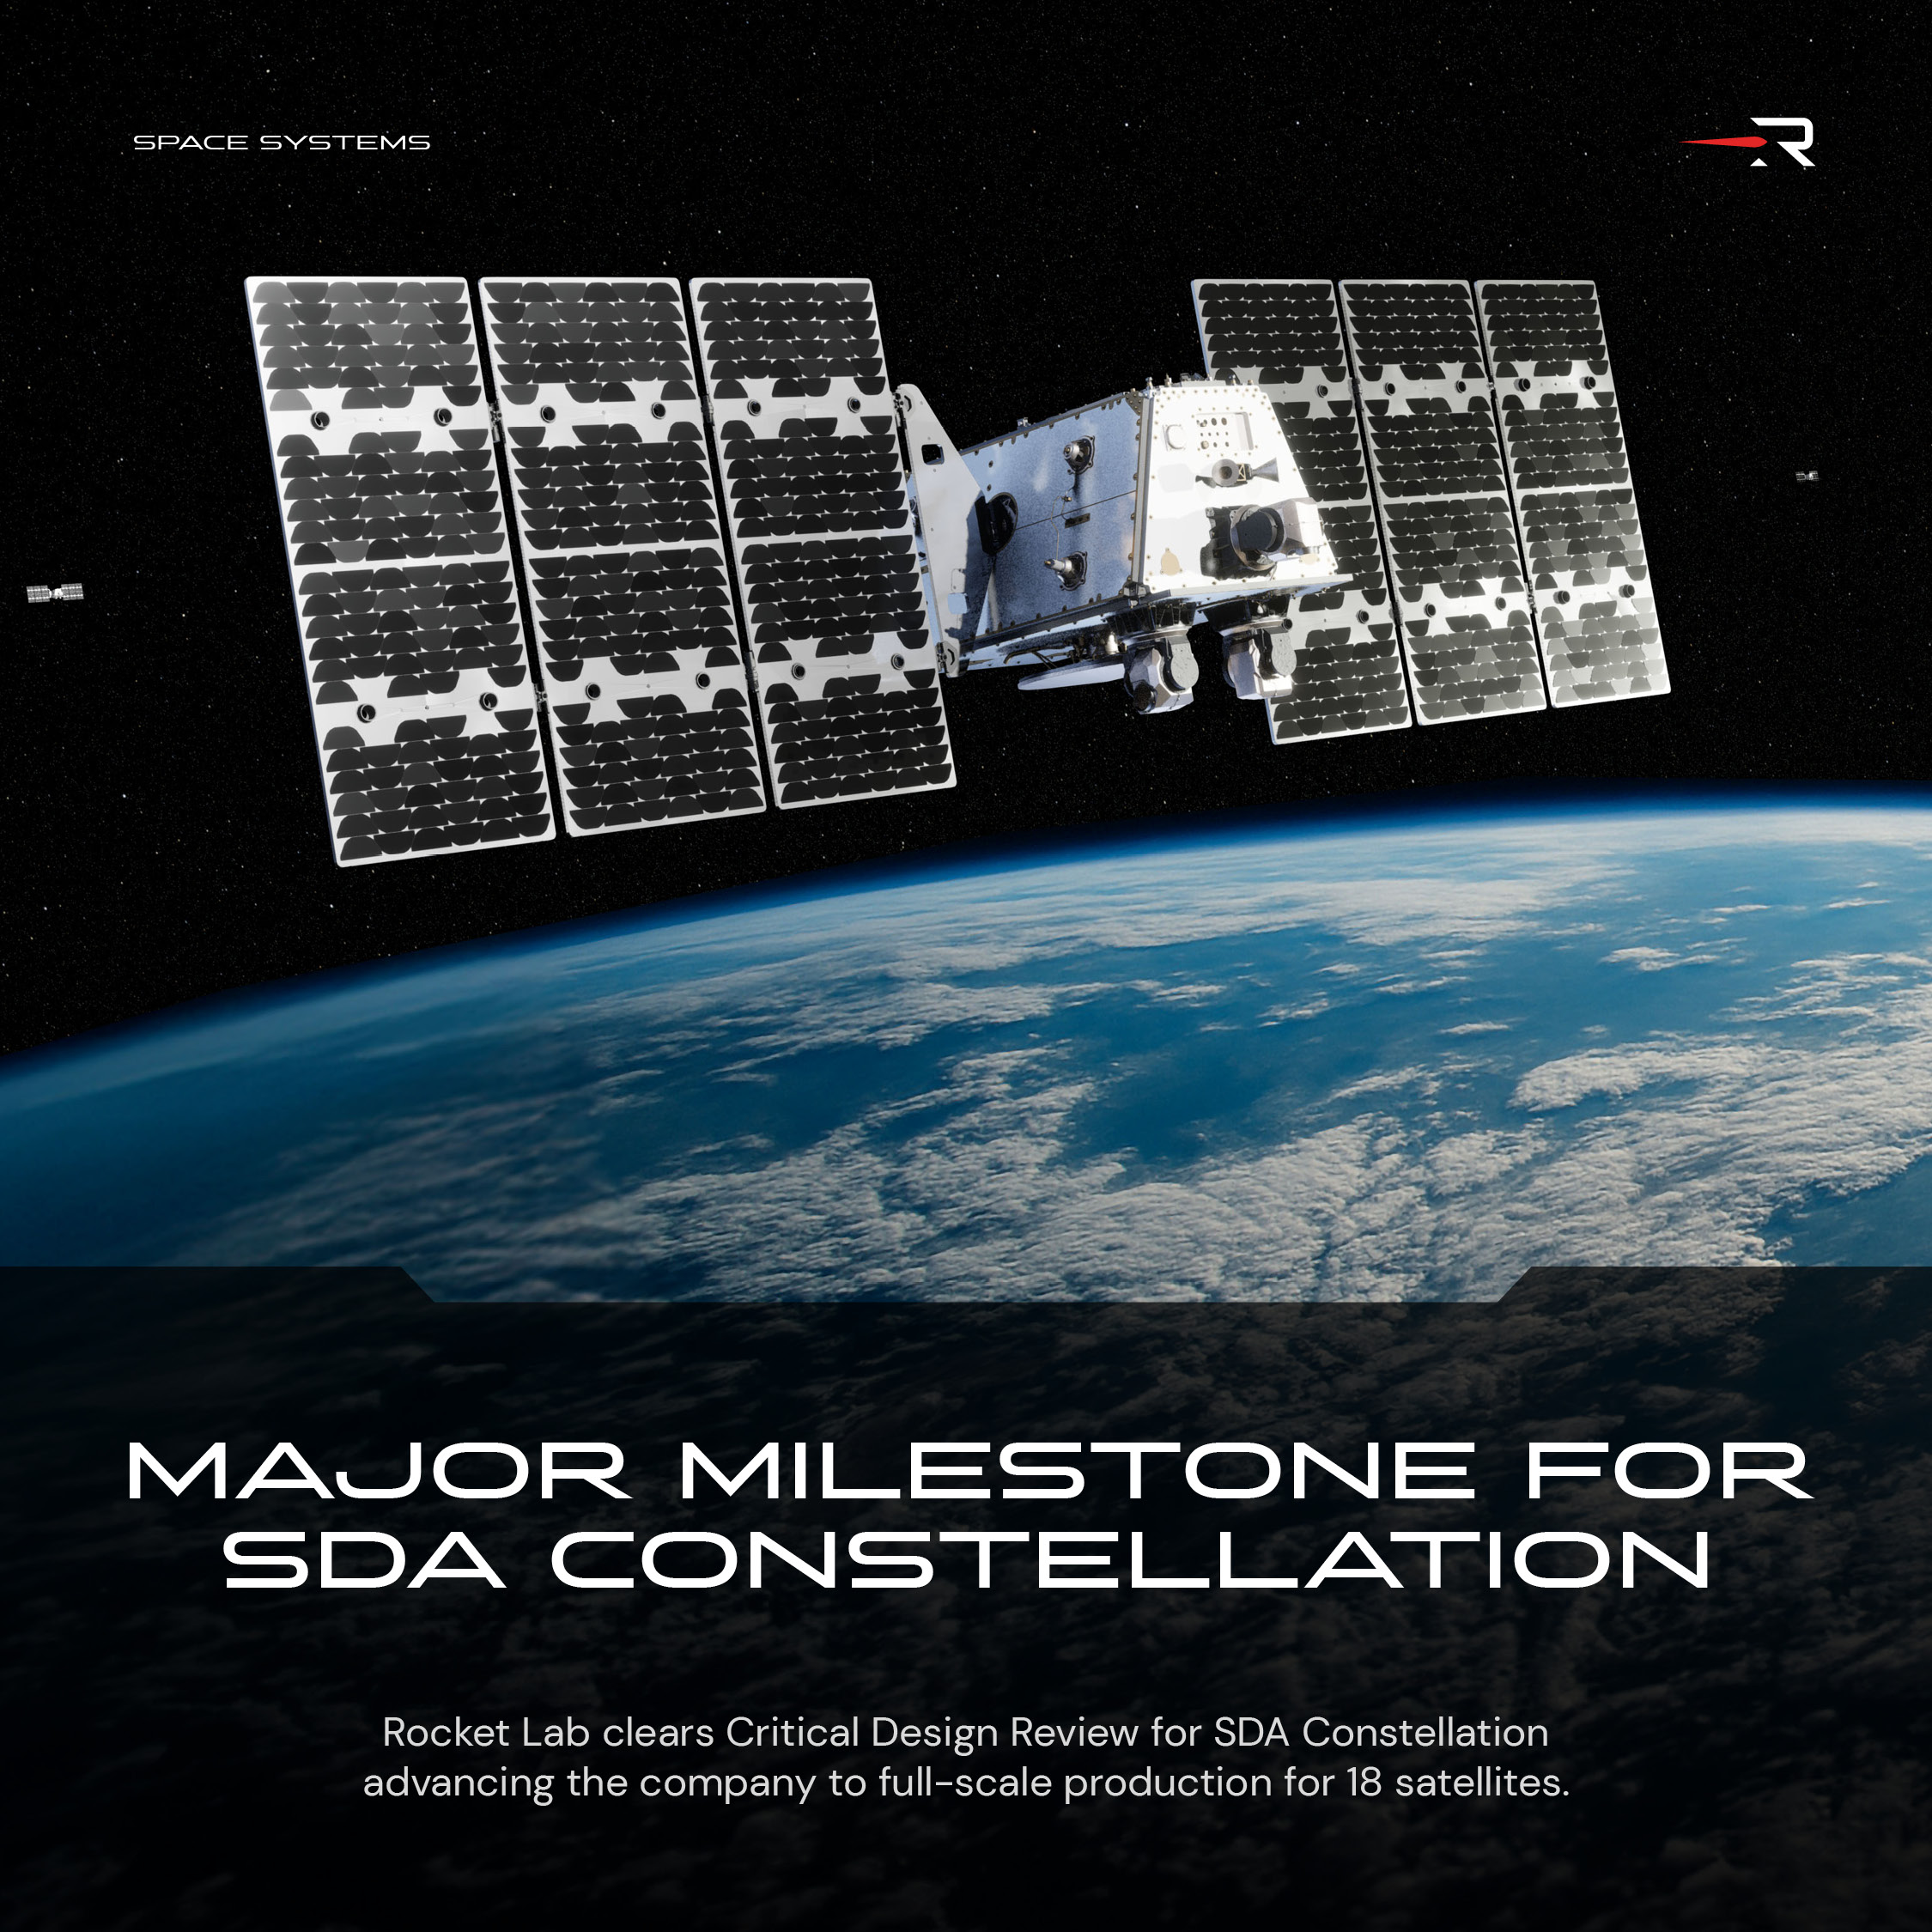 SPACE SYSTEMS
R
MAJOR MILESTONE FOR
SDA CONSTELLATION
Rocket Lab clears Critical Design Review for SDA Constellation
advancing the company to full-scale production for 18 satellites.